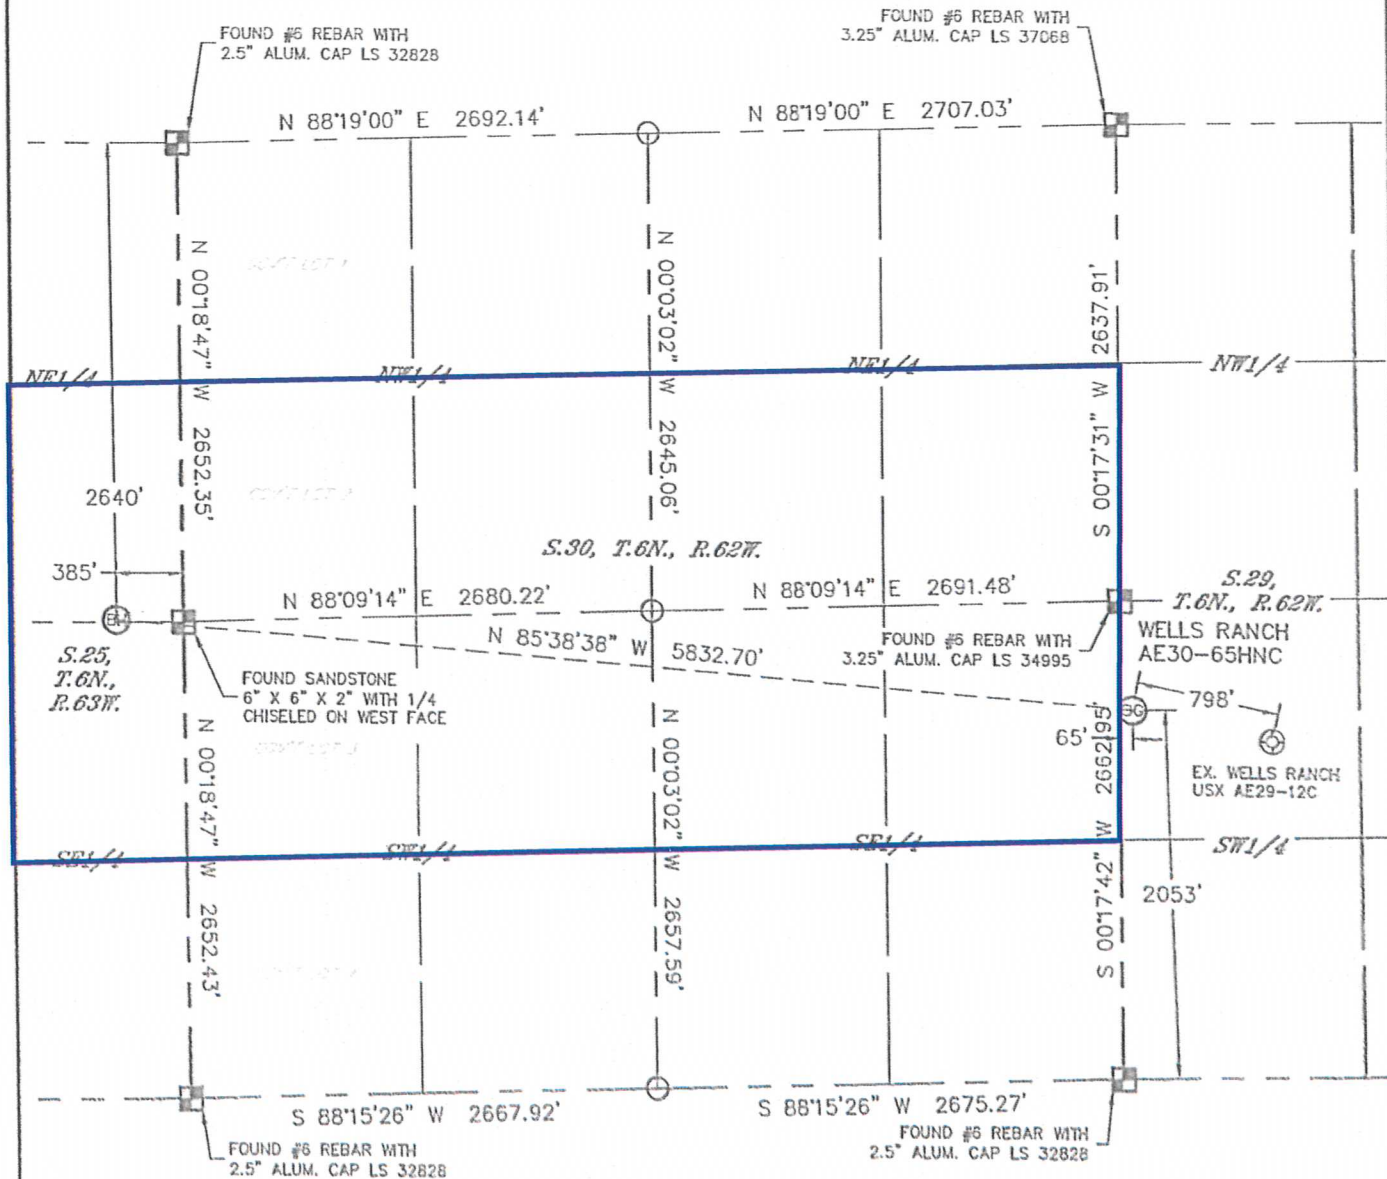 FOUND #6 REBAR WITH
2.5" ALUM. CAP LS 32828
FOUND #6 REBAR WITH
3.25" ALUM. CAP LS 37068
N 88°19'00" E 2692.14'
N 88°19'00" E 2707.03'
N 00°18'47" W 2652.35'
N 00°03'02" W 2645.06'
S 00°17'31" W 2637.91'
NE1/4
NW1/4
NE1/4
NW1/4
2640'
385'
S.30, T.6N., R.62W.
N 88°09'14" E 2680.22'
N 88°09'14" E 2691.48'
S.29,
T.6N., R.62W.
N 85°38'38" W 5832.70'
FOUND #6 REBAR WITH
3.25" ALUM. CAP LS 34995
WELLS RANCH
AE30-65HNC
S.25,
T.6N.,
R.63W.
FOUND SANDSTONE
6" X 6" X 2" WITH 1/4
CHISELED ON WEST FACE
798'
65'
EX. WELLS RANCH
USX AE29-12C
N 00°18'47" W 2652.43'
N 00°03'02" W 2657.59'
S 00°17'42" W 2662.95'
SE1/4
SW1/4
SE1/4
SW1/4
2053'
S 88°15'26" W 2667.92'
S 88°15'26" W 2675.27'
FOUND #6 REBAR WITH
2.5" ALUM. CAP LS 32828
FOUND #6 REBAR WITH
2.5" ALUM. CAP LS 32828